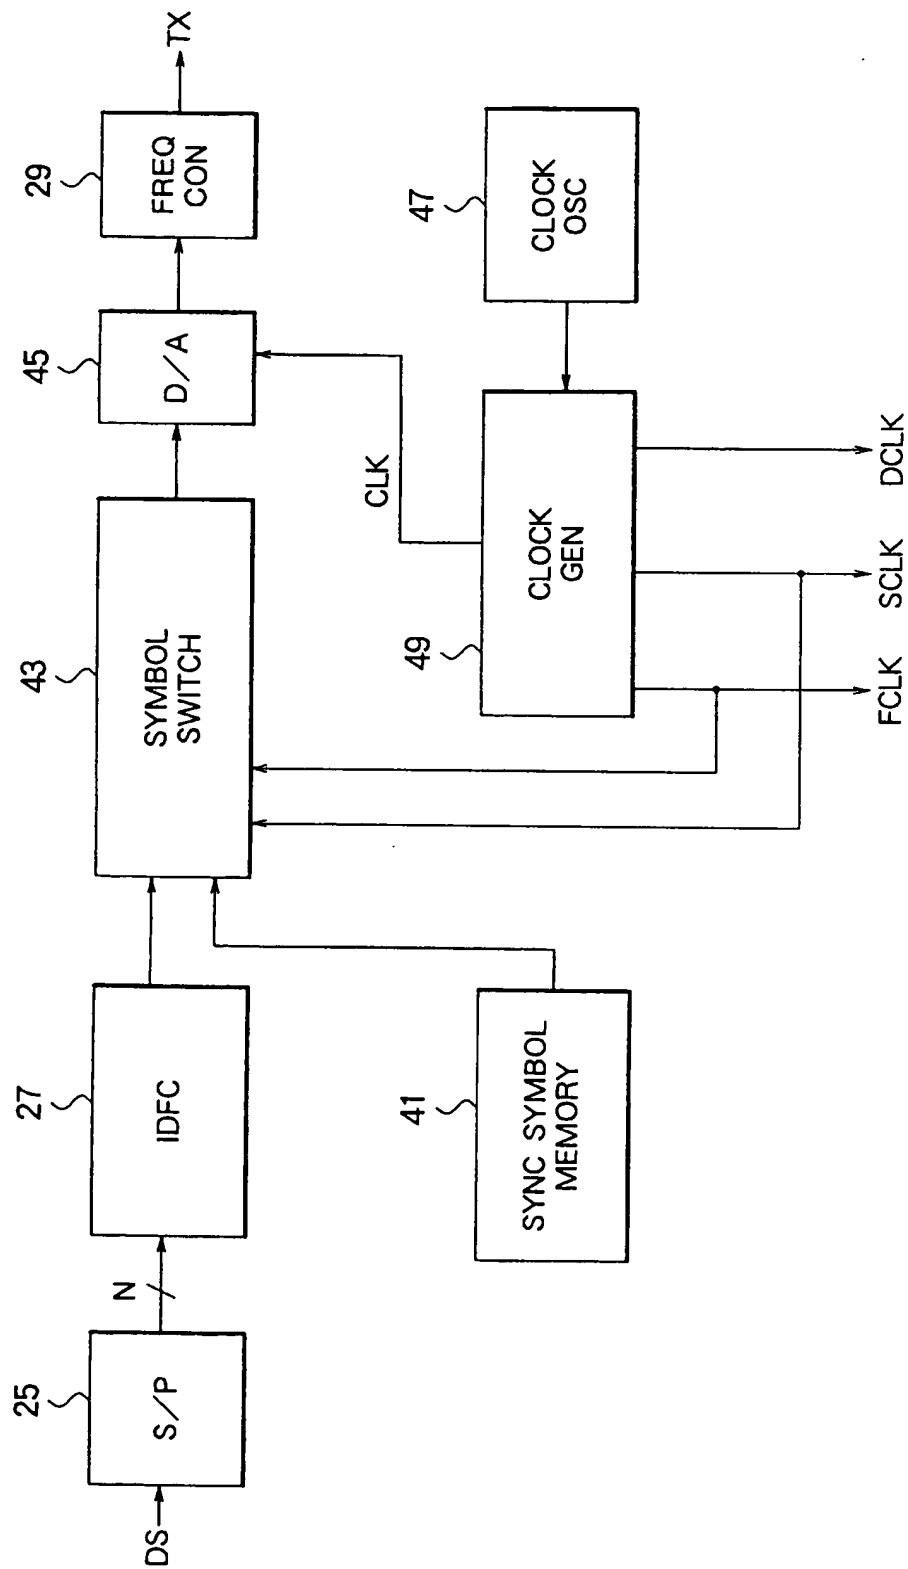 DS
25
S/P
N
27
IDFC
43
SYMBOL
SWITCH
45
D/A
29
FREQ
CON
TX
41
SYNC SYMBOL
MEMORY
CLK
49
CLOCK
GEN
47
CLOCK
OSC
FCLK
SCLK
DCLK